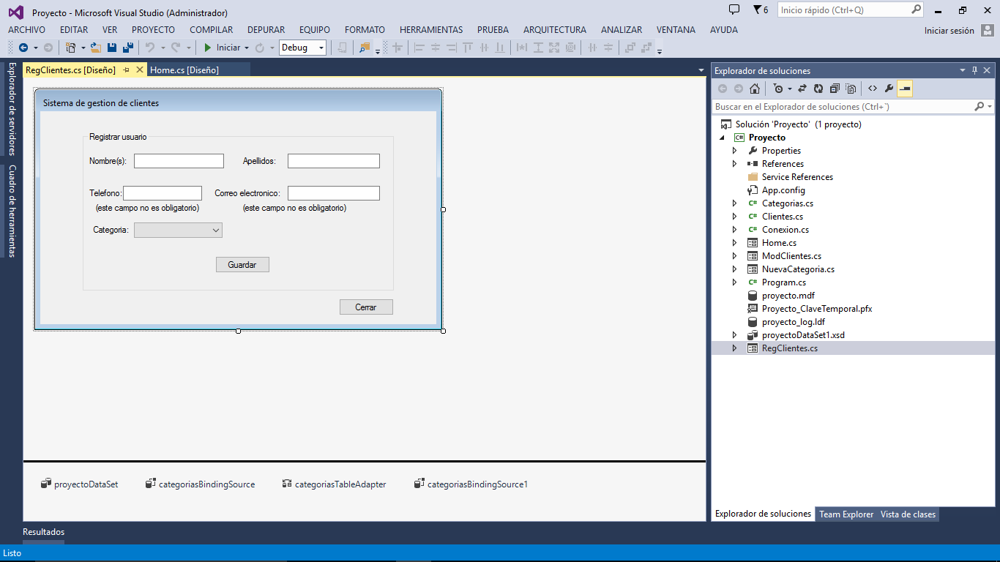 Proyecto - Microsoft Visual Studio (Administrador)
6
Inicio rápido (Ctrl+Q)
ARCHIVO EDITAR VER PROYECTO COMPILAR DEPURAR EQUIPO FORMATO HERRAMIENTAS PRUEBA ARQUITECTURA ANALIZAR VENTANA AYUDA
Iniciar sesión
Iniciar
Debug
Explorador de servidores
Cuadro de herramientas
RegClientes.cs [Diseño]
Home.cs [Diseño]
Sistema de gestion de clientes
Registrar usuario
Nombre(s):
Apellidos:
Telefono:
Correo electronico:
(este campo no es obligatorio)
(este campo no es obligatorio)
Categoria:
Guardar
Cerrar
proyectoDataSet
categoriasBindingSource
categoriasTableAdapter
categoriasBindingSource1
Explorador de soluciones
Buscar en el Explorador de soluciones (Ctrl+`)
Solución 'Proyecto' (1 proyecto)
C# Proyecto
Properties
References
Service References
App.config
C# Categorias.cs
C# Clientes.cs
C# Conexion.cs
Home.cs
ModClientes.cs
NuevaCategoria.cs
C# Program.cs
proyecto.mdf
Proyecto_ClaveTemporal.pfx
proyecto_log.ldf
proyectoDataSet1.xsd
RegClientes.cs
Explorador de soluciones
Team Explorer
Vista de clases
Resultados
Listo